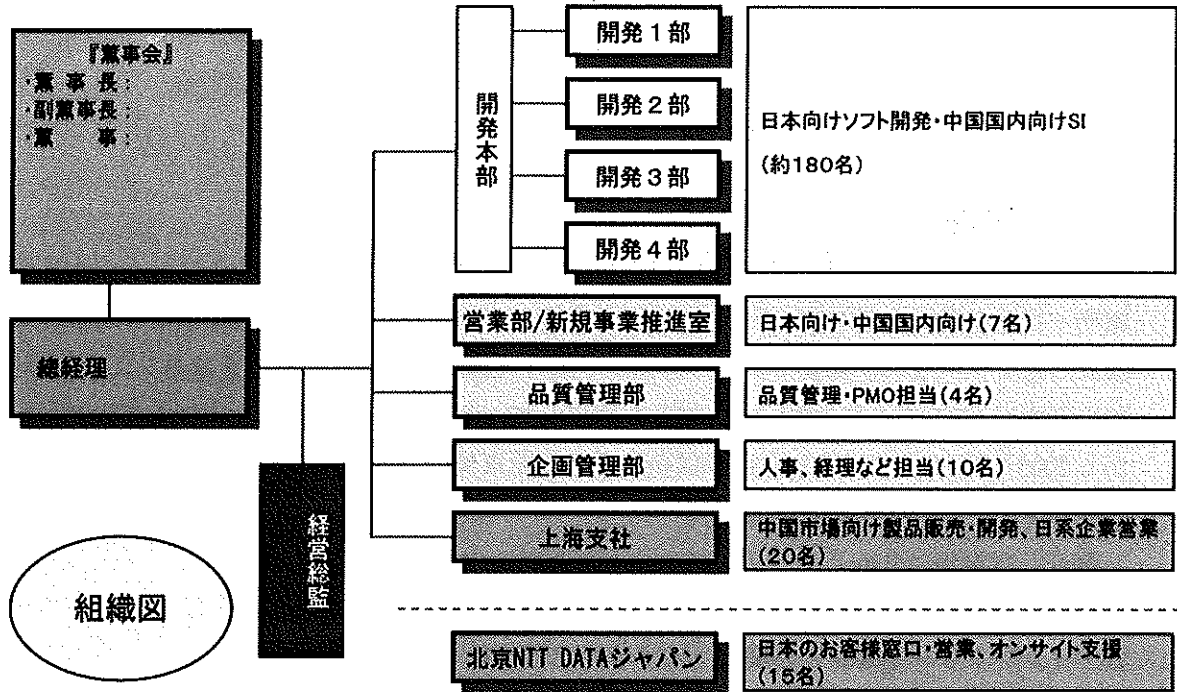 『董事会』
・董 事 長：
・副董事長：
・董　　事：
総経理
経営総監
組織図
開発本部
開発１部
開発２部
開発３部
開発４部
日本向けソフト開発・中国国内向けSI
(約180名)
営業部/新規事業推進室
日本向け・中国国内向け(7名)
品質管理部
品質管理・PMO担当(4名)
企画管理部
人事、経理など担当(10名)
上海支社
中国市場向け製品販売・開発、日系企業営業
(20名)
北京NTT DATAジャパン
日本のお客様窓口・営業、オンサイト支援
(15名)